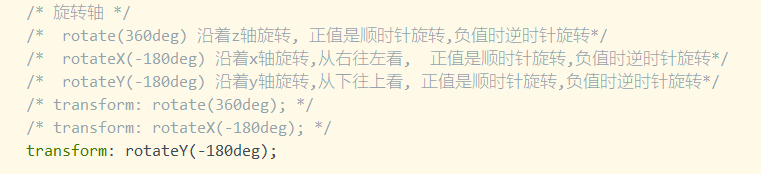 /* 旋转轴 */
/*  rotate(360deg) 沿着z轴旋转, 正值是顺时针旋转,负值时逆时针旋转*/
/*  rotateX(-180deg) 沿着x轴旋转,从右往左看,  正值是顺时针旋转,负值时逆时针旋转*/
/*  rotateY(-180deg) 沿着y轴旋转,从下往上看, 正值是顺时针旋转,负值时逆时针旋转*/
/* transform: rotate(360deg); */
/* transform: rotateX(-180deg); */
transform: rotateY(-180deg);